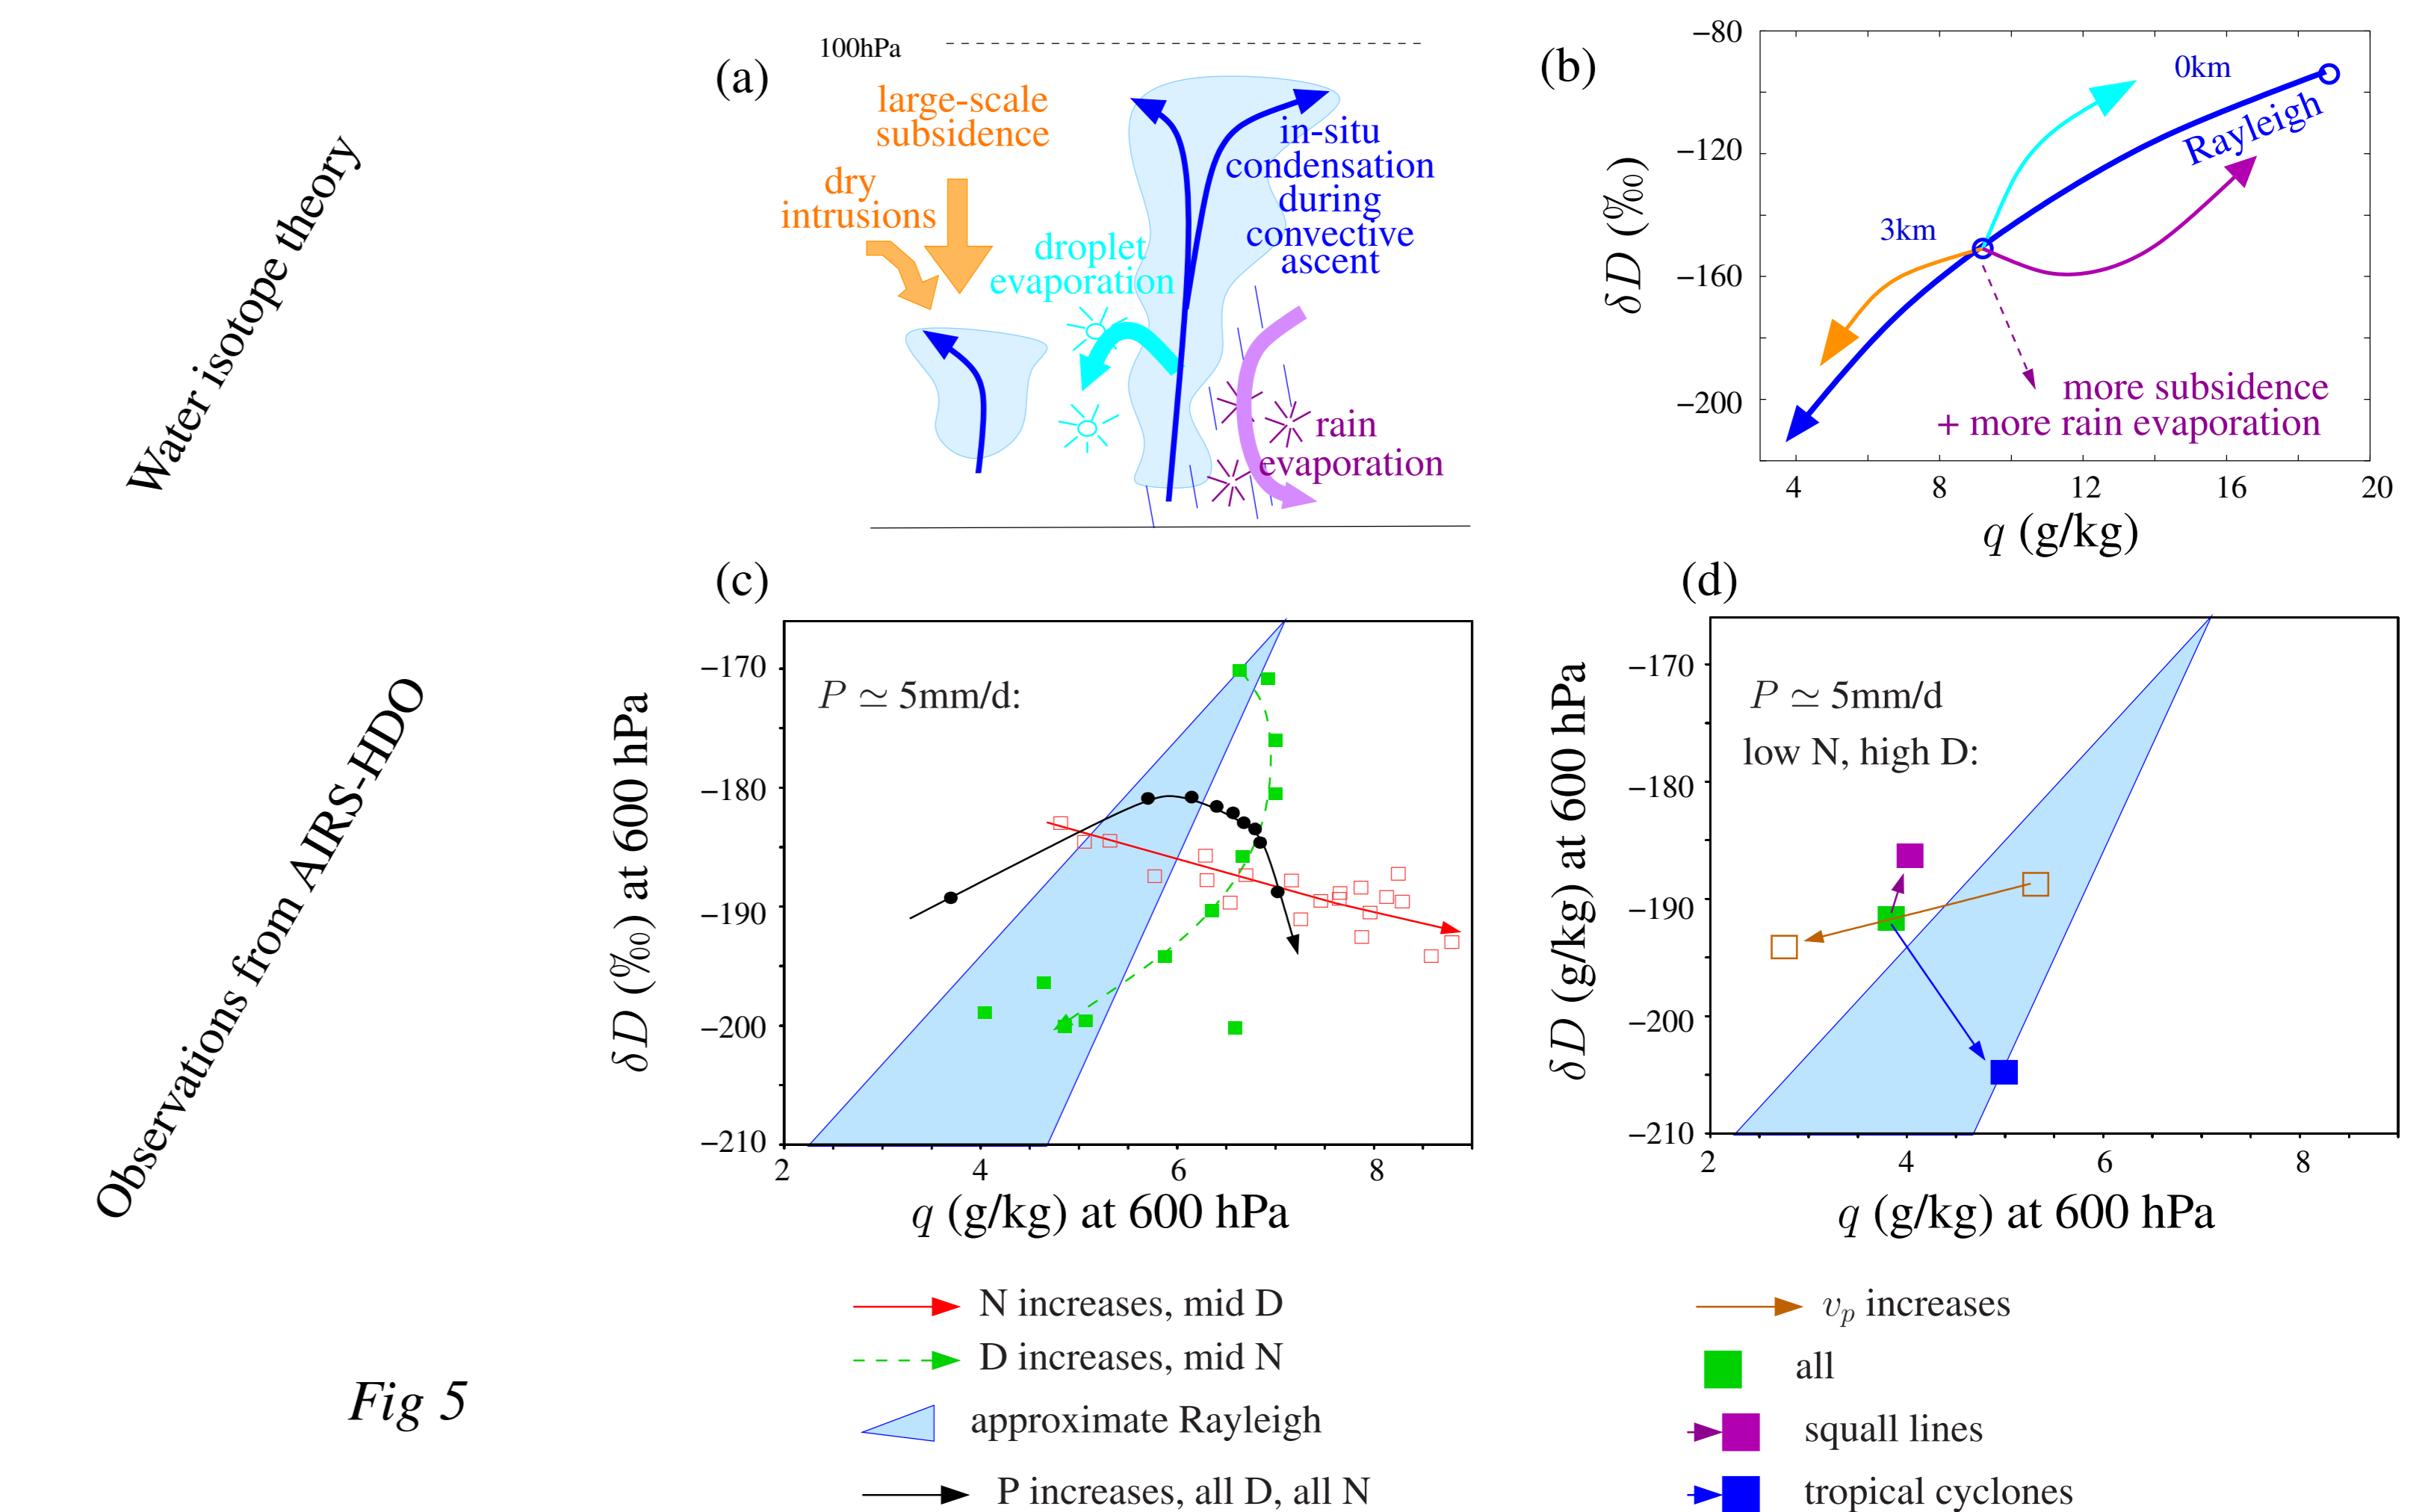 Water isotope theory
Observations from AIRS-HDO
Fig 5
(a)
100hPa
large-scale
subsidence
dry
intrusions
droplet
evaporation
in-situ
condensation
during
convective
ascent
rain
evaporation
(b)
−80
−120
−160
−200
δD (‰)
0km
Rayleigh
3km
more subsidence
+ more rain evaporation
4 8 12 16 20
q (g/kg)
(c)
P ≃ 5mm/d:
−170
−180
−190
−200
−210
δD (‰) at 600 hPa
2 4 6 8
q (g/kg) at 600 hPa
N increases, mid D
D increases, mid N
approximate Rayleigh
P increases, all D, all N
(d)
P ≃ 5mm/d
low N, high D:
−170
−180
−190
−200
−210
δD (g/kg) at 600 hPa
2 4 6 8
q (g/kg) at 600 hPa
vp increases
all
squall lines
tropical cyclones